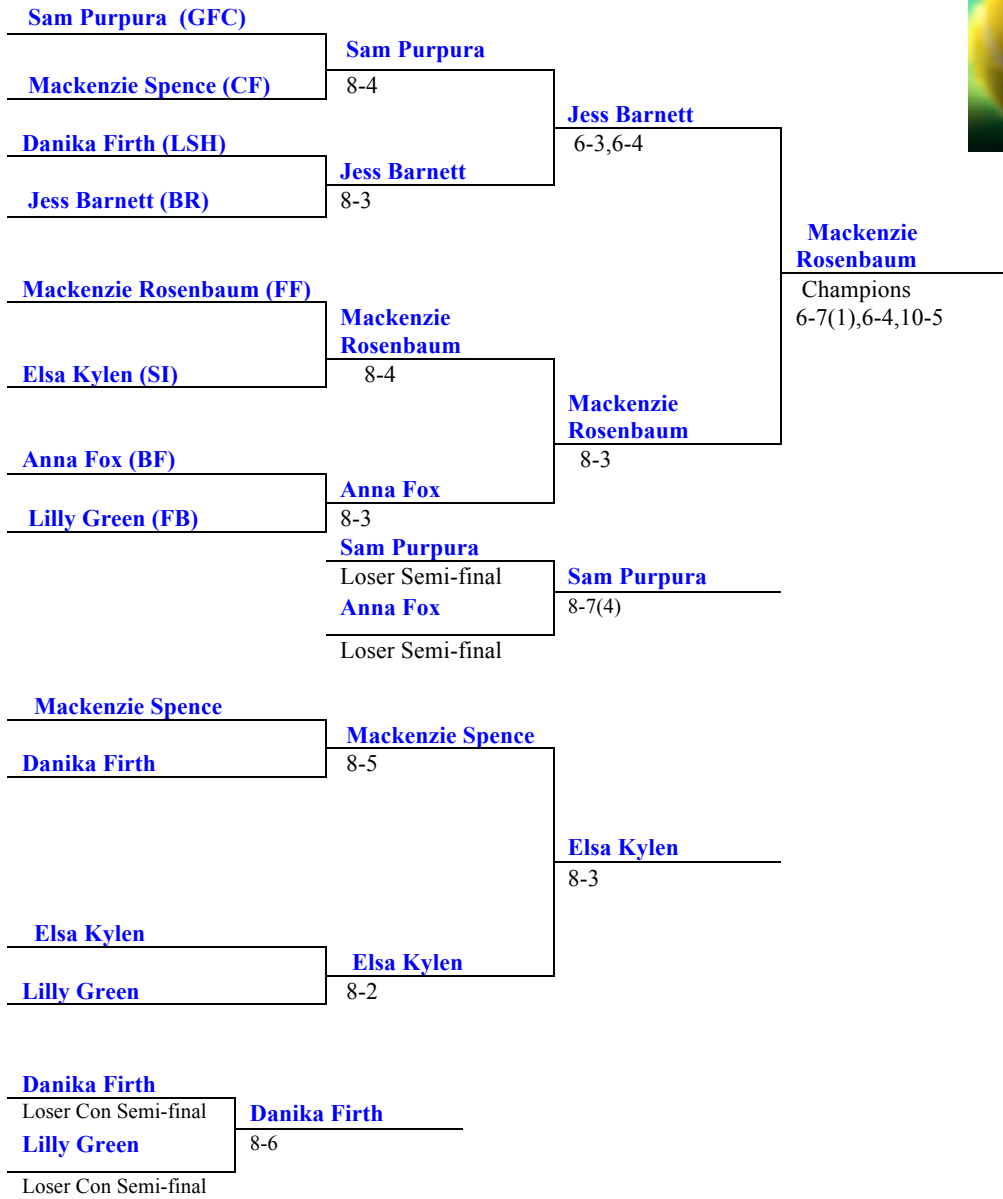 Sam Purpura (GFC)
Sam Purpura
Mackenzie Spence (CF)
8-4
Jess Barnett
Danika Firth (LSH)
6-3,6-4
Jess Barnett
Jess Barnett (BR)
8-3
Mackenzie
Rosenbaum
Mackenzie Rosenbaum (FF)
Champions
Mackenzie
6-7(1),6-4,10-5
Rosenbaum
Elsa Kylen (SI)
8-4
Mackenzie
Rosenbaum
Anna Fox (BF)
8-3
Anna Fox
Lilly Green (FB)
8-3
Sam Purpura
Loser Semi-final
Sam Purpura
Anna Fox
8-7(4)
Loser Semi-final
Mackenzie Spence
Mackenzie Spence
Danika Firth
8-5
Elsa Kylen
8-3
Elsa Kylen
Elsa Kylen
Lilly Green
8-2
Danika Firth
Loser Con Semi-final
Danika Firth
Lilly Green
8-6
Loser Con Semi-final